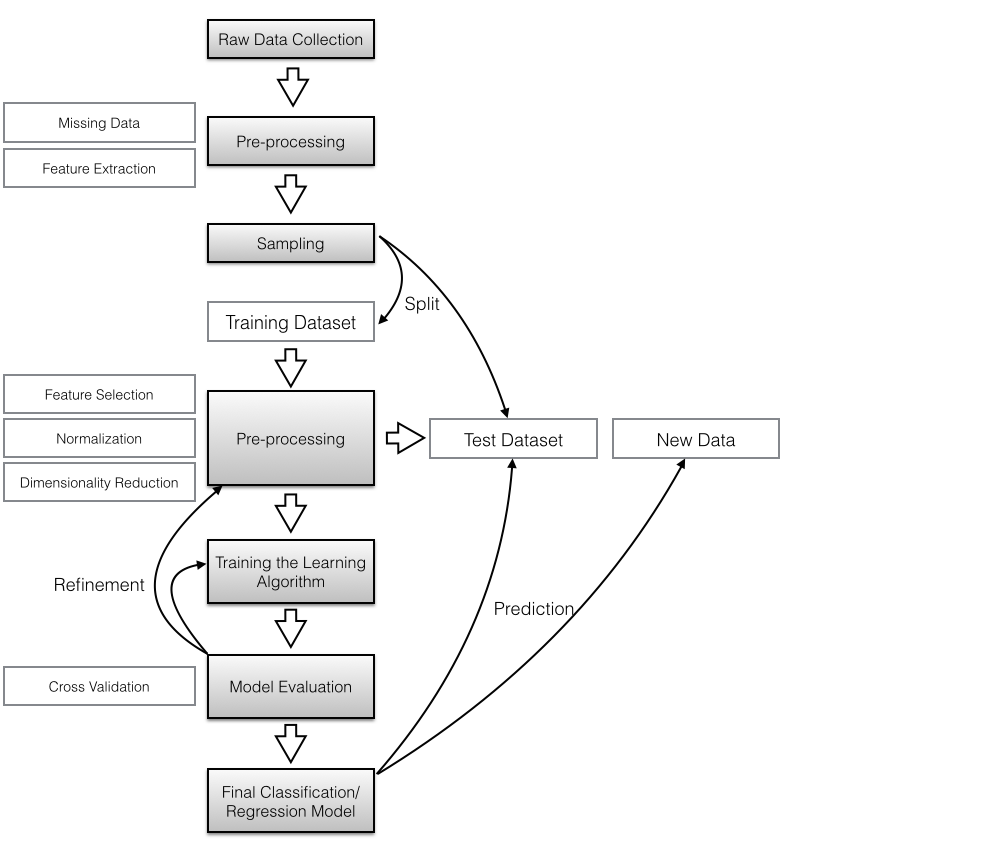 Raw Data Collection
Missing Data
Pre-processing
Feature Extraction
Sampling
Split
Training Dataset
Feature Selection
Normalization
Pre-processing
Test Dataset
New Data
Dimensionality Reduction
Training the Learning
Algorithm
Refinement
Prediction
Cross Validation
Model Evaluation
Final Classification/
Regression Model